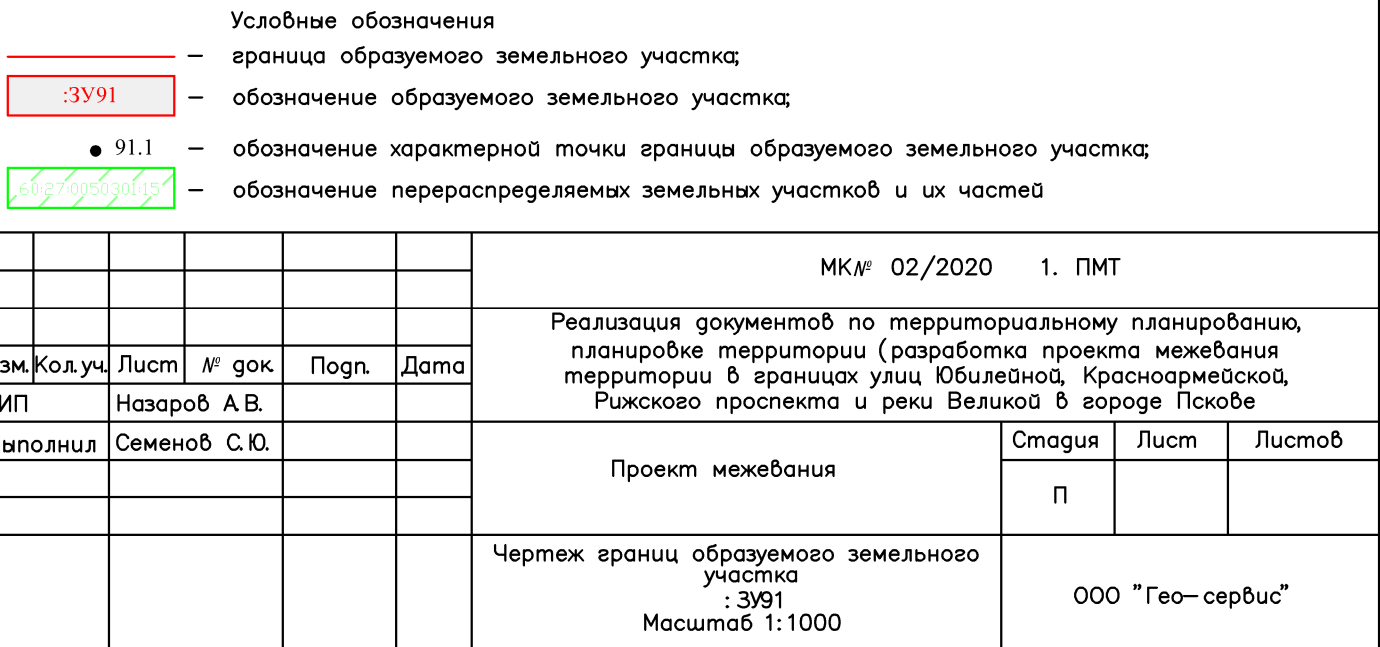 Условные обозначения
– граница образуемого земельного участка;
:ЗУ91 – обозначение образуемого земельного участка;
91.1 – обозначение характерной точки границы образуемого земельного участка;
60:27:0050301:15 – обозначение перераспределяемых земельных участков и их частей
МК№ 02/2020 1. ПМТ
Реализация документов по территориальному планированию,
планировке территории (разработка проекта межевания
территории в границах улиц Юбилейной, Красноармейской,
Рижского проспекта и реки Великой в городе Пскове
зм. Кол.уч. Лист № док. Подп. Дата
ИП Назаров А.В.
ыполнил Семенов С.Ю.
Проект межевания
Стадия Лист Листов
П
Чертеж границ образуемого земельного
участка
:ЗУ91
Масштаб 1:1000
ООО "Гео-сервис"